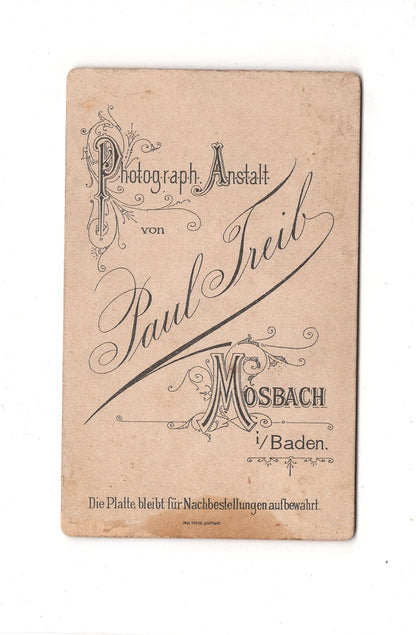 Photograph. Anstalt
von
Paul Treib
Mosbach
i/Baden.
Die Platte bleibt für Nachbestellungen aufbewahrt.